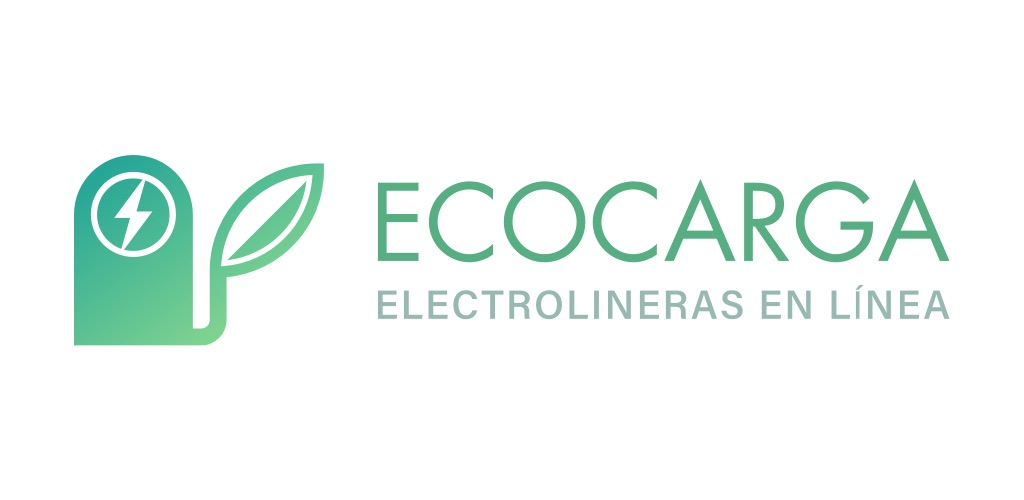 ECOCARGA
ELECTROLINERAS EN LÍNEA